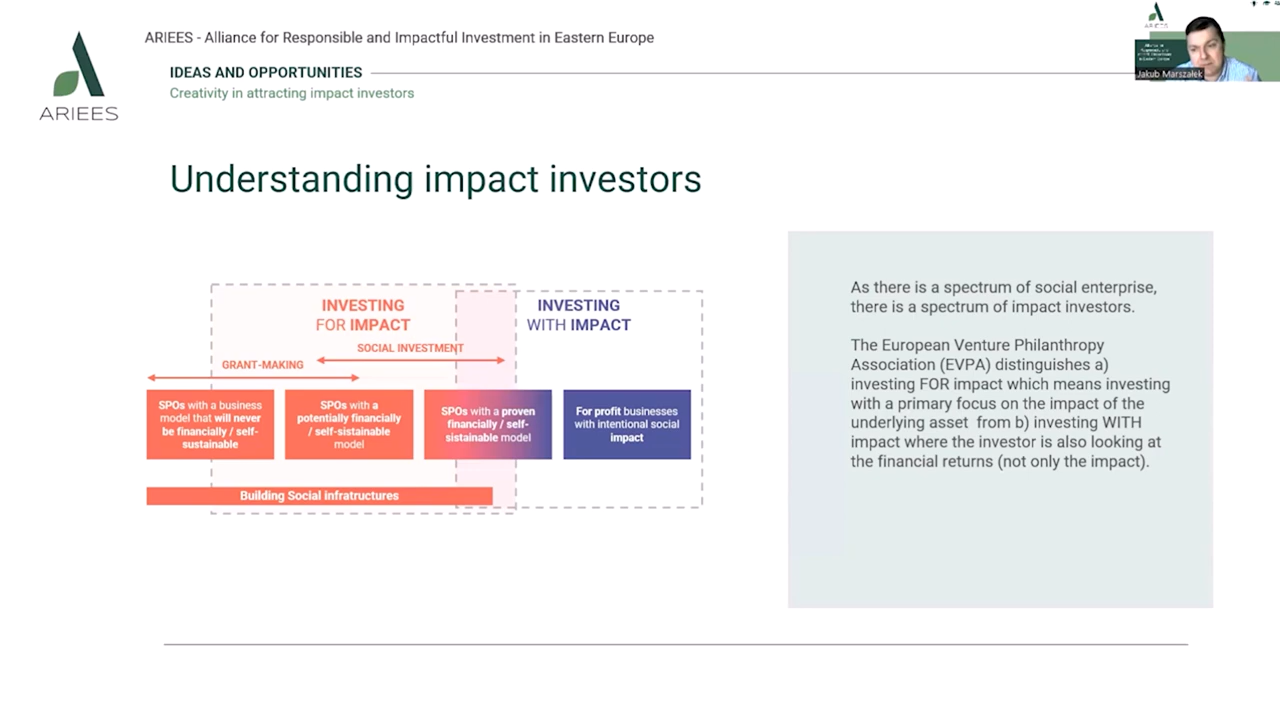 ARIEES - Alliance for Responsible and Impactful Investment in Eastern Europe
IDEAS AND OPPORTUNITIES
Creativity in attracting impact investors
ARIEES
Jakub Marszałek
Understanding impact investors
INVESTING
FOR IMPACT
INVESTING
WITH IMPACT
SOCIAL INVESTMENT
GRANT-MAKING
SPOs with a business
model that will never
be financially / self-
sustainable
SPOs with a
potentially financially
/ self-sistainable
model
SPOs with a proven
financially / self-
sistainable model
For profit businesses
with intentional social
impact
Building Social infratructures
As there is a spectrum of social enterprise,
there is a spectrum of impact investors.
The European Venture Philanthropy
Association (EVPA) distinguishes a)
investing FOR impact which means investing
with a primary focus on the impact of the
underlying asset from b) investing WITH
impact where the investor is also looking at
the financial returns (not only the impact).